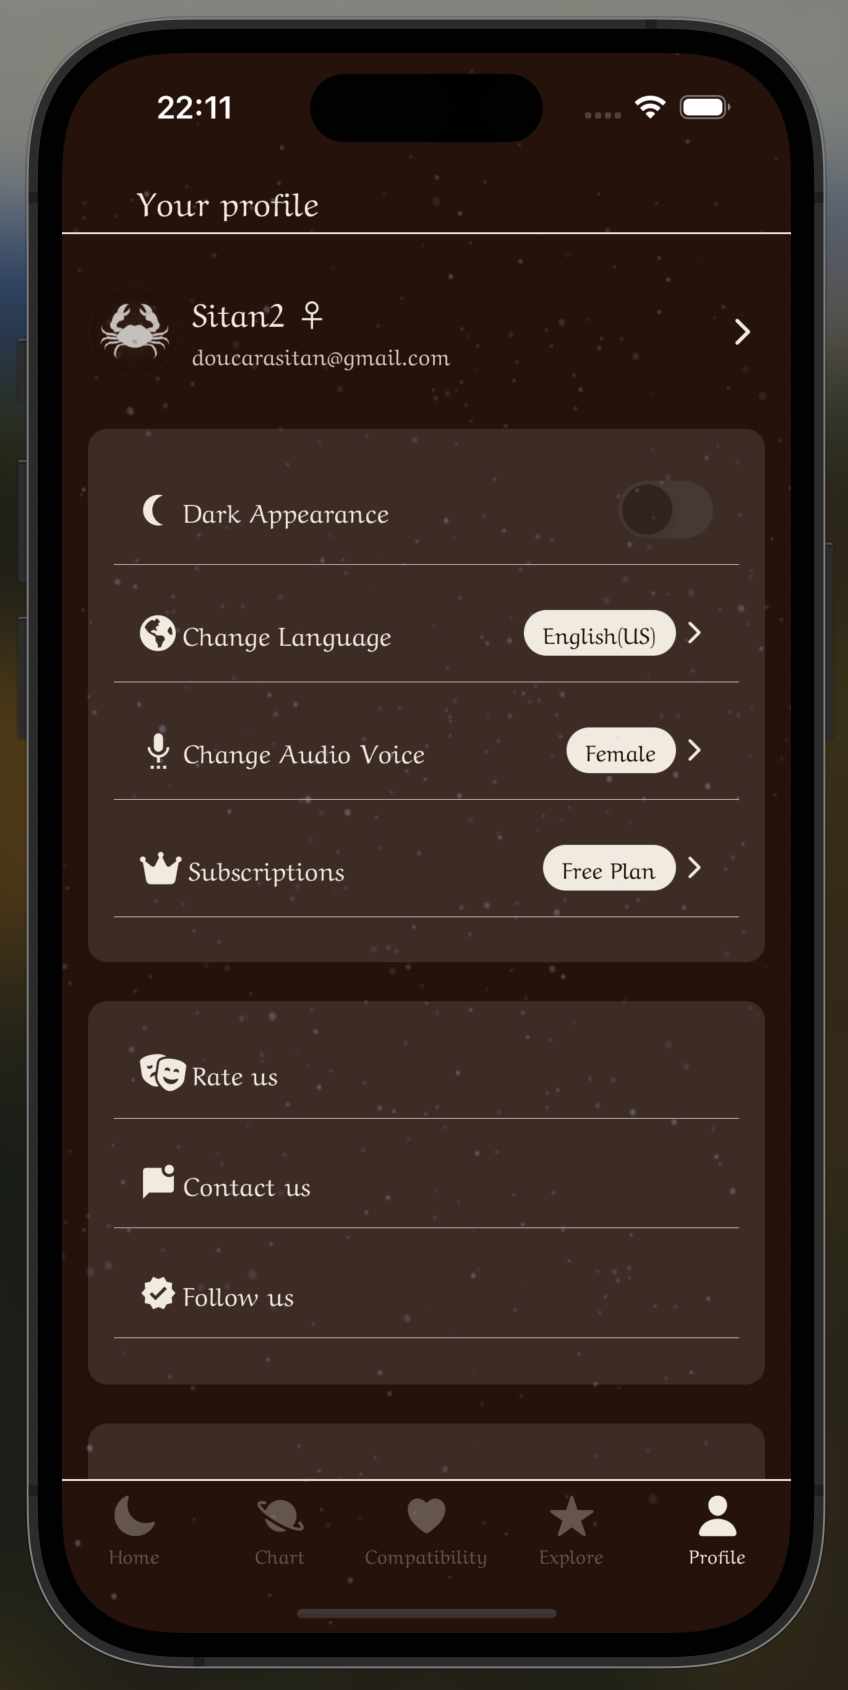 22:11
Your profile
Sitan2 ♀
doucarasitan@gmail.com
Dark Appearance
Change Language
English(US)
Change Audio Voice
Female
Subscriptions
Free Plan
Rate us
Contact us
Follow us
Home
Chart
Compatibility
Explore
Profile